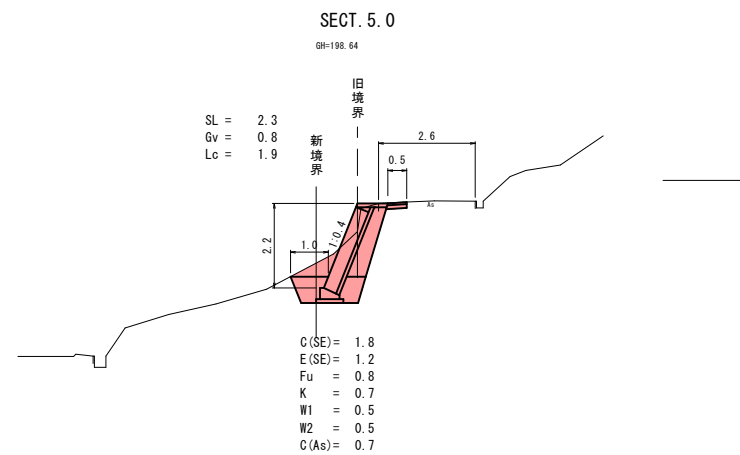 SECT. 5.0
GH=198.64
旧境界
新境界
SL = 2.3
Gv = 0.8
Lc = 1.9
2.6
0.5
As
2.2
1.0
1:0.4
C(SE)= 1.8
E(SE)= 1.2
Fu = 0.8
K = 0.7
W1 = 0.5
W2 = 0.5
C(As)= 0.7